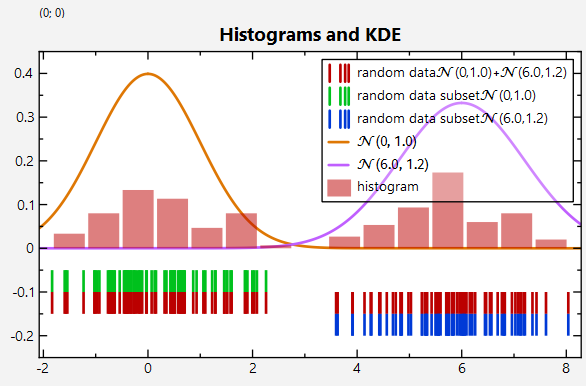 (0; 0)
Histograms and KDE
random data𝒩(0,1.0)+𝒩(6.0,1.2)
random data subset𝒩(0,1.0)
random data subset𝒩(6.0,1.2)
𝒩(0, 1.0)
𝒩(6.0, 1.2)
histogram
0.4
0.3
0.2
0.1
0
-0.1
-0.2
-2 0 2 4 6 8